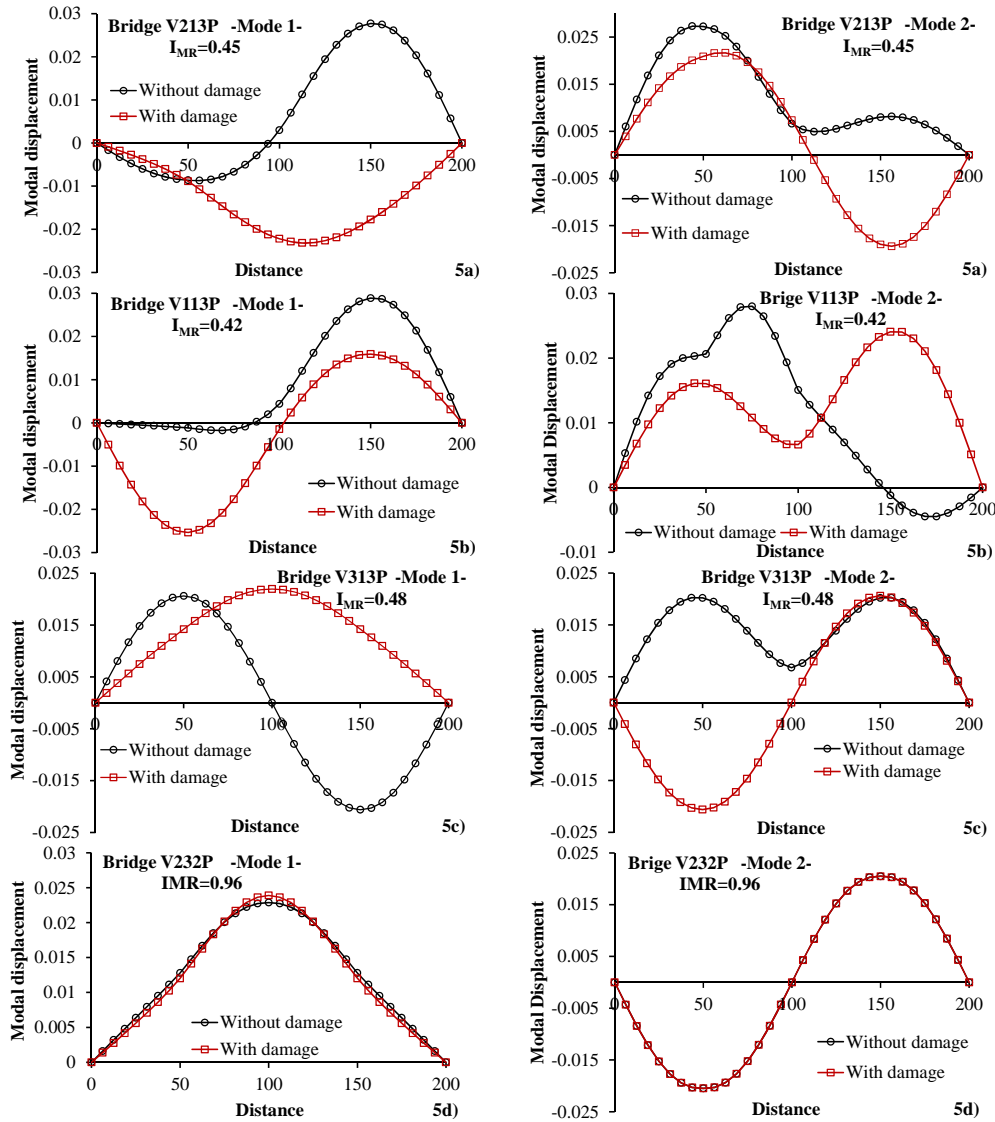 Bridge V213P -Mode 1-
I_MR=0.45
Without damage
With damage
Modal displacement
0.03
0.02
0.01
0
-0.01
-0.02
-0.03
0
50
100
150
200
Distance
5a)
Bridge V213P -Mode 2-
I_MR=0.45
Without damage
With damage
Modal displacement
0.025
0.015
0.005
-0.005
-0.015
-0.025
0
50
100
150
200
Distance
5a)
Bridge V113P -Mode 1-
I_MR=0.42
Without damage
With damage
Modal displacement
0.03
0.02
0.01
0
-0.01
-0.02
-0.03
0
50
100
150
200
Distance
5b)
Brige V113P -Mode 2-
I_MR=0.42
Without damage
With damage
Modal Displacement
0.03
0.02
0.01
0
-0.01
0
50
100
150
200
Distance
5b)
Bridge V313P -Mode 1-
I_MR=0.48
Without damage
With damage
Modal displacement
0.025
0.015
0.005
-0.005
-0.015
-0.025
0
50
100
150
200
Distance
5c)
Bridge V313P -Mode 2-
I_MR=0.48
Without damage
With damage
Modal displacement
0.025
0.015
0.005
-0.005
-0.015
-0.025
0
50
100
150
200
Distance
5c)
Bridge V232P -Mode 1-
IMR=0.96
Without damage
With damage
Modal displacement
0.03
0.025
0.02
0.015
0.01
0.005
0
0
50
100
150
200
Distance
5d)
Brige V232P -Mode 2-
IMR=0.96
Without damage
With damage
Modal Displacement
0.025
0.015
0.005
-0.005
-0.015
-0.025
0
50
100
150
200
Distance
5d)